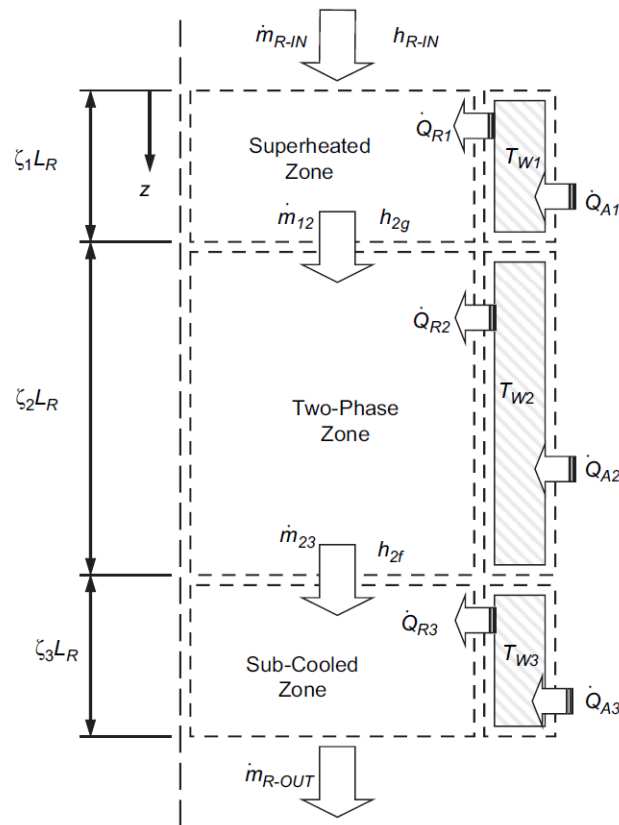 ṁR-IN hR-IN
ζ1LR
z
Superheated
Zone
Q̇R1
TW1
Q̇A1
ṁ12 h2g
ζ2LR
Two-Phase
Zone
Q̇R2
TW2
Q̇A2
ṁ23 h2f
ζ3LR
Sub-Cooled
Zone
Q̇R3
TW3
Q̇A3
ṁR-OUT